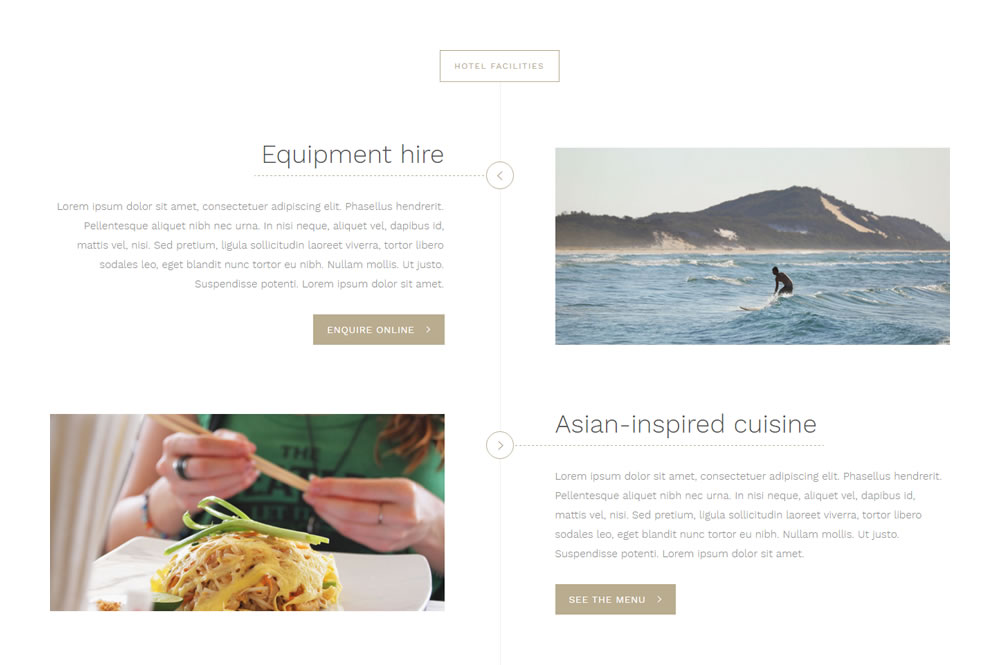 HOTEL FACILITIES
Equipment hire
Lorem ipsum dolor sit amet, consectetuer adipiscing elit. Phasellus hendrerit.
Pellentesque aliquet nibh nec urna. In nisi neque, aliquet vel, dapibus id,
mattis vel, nisi. Sed pretium, ligula sollicitudin laoreet viverra, tortor libero
sodales leo, eget blandit nunc tortor eu nibh. Nullam mollis. Ut justo.
Suspendisse potenti. Lorem ipsum dolor sit amet.
ENQUIRE ONLINE
THE
Asian-inspired cuisine
Lorem ipsum dolor sit amet, consectetuer adipiscing elit. Phasellus hendrerit.
Pellentesque aliquet nibh nec urna. In nisi neque, aliquet vel, dapibus id,
mattis vel, nisi. Sed pretium, ligula sollicitudin laoreet viverra, tortor libero
sodales leo, eget blandit nunc tortor eu nibh. Nullam mollis. Ut justo.
Suspendisse potenti. Lorem ipsum dolor sit amet.
SEE THE MENU